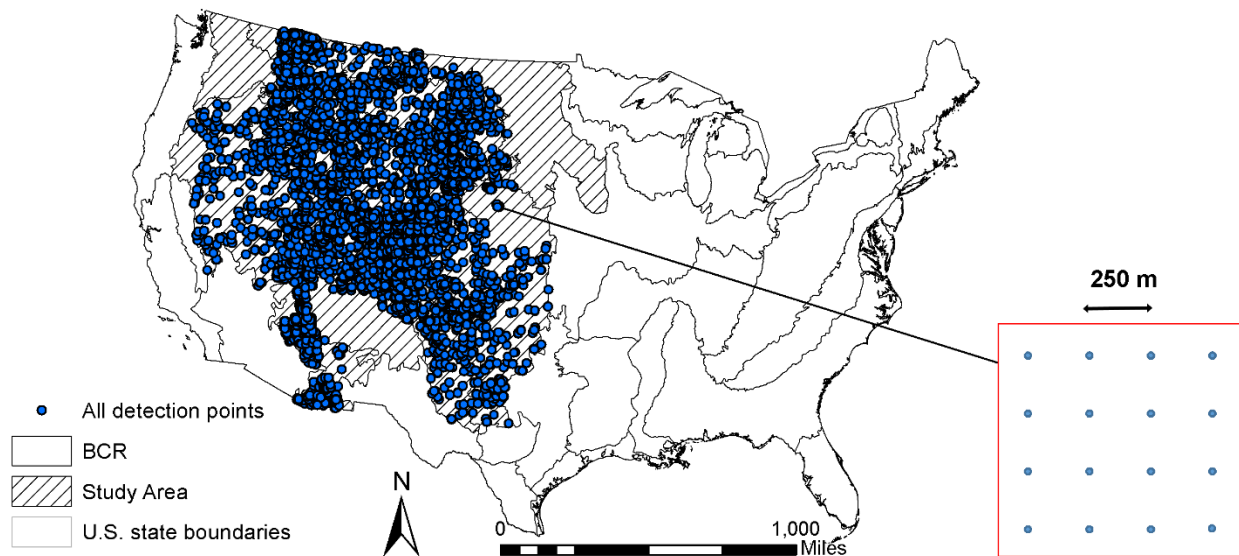 250 m
All detection points
BCR
Study Area
U.S. state boundaries
N
0 1,000
Miles